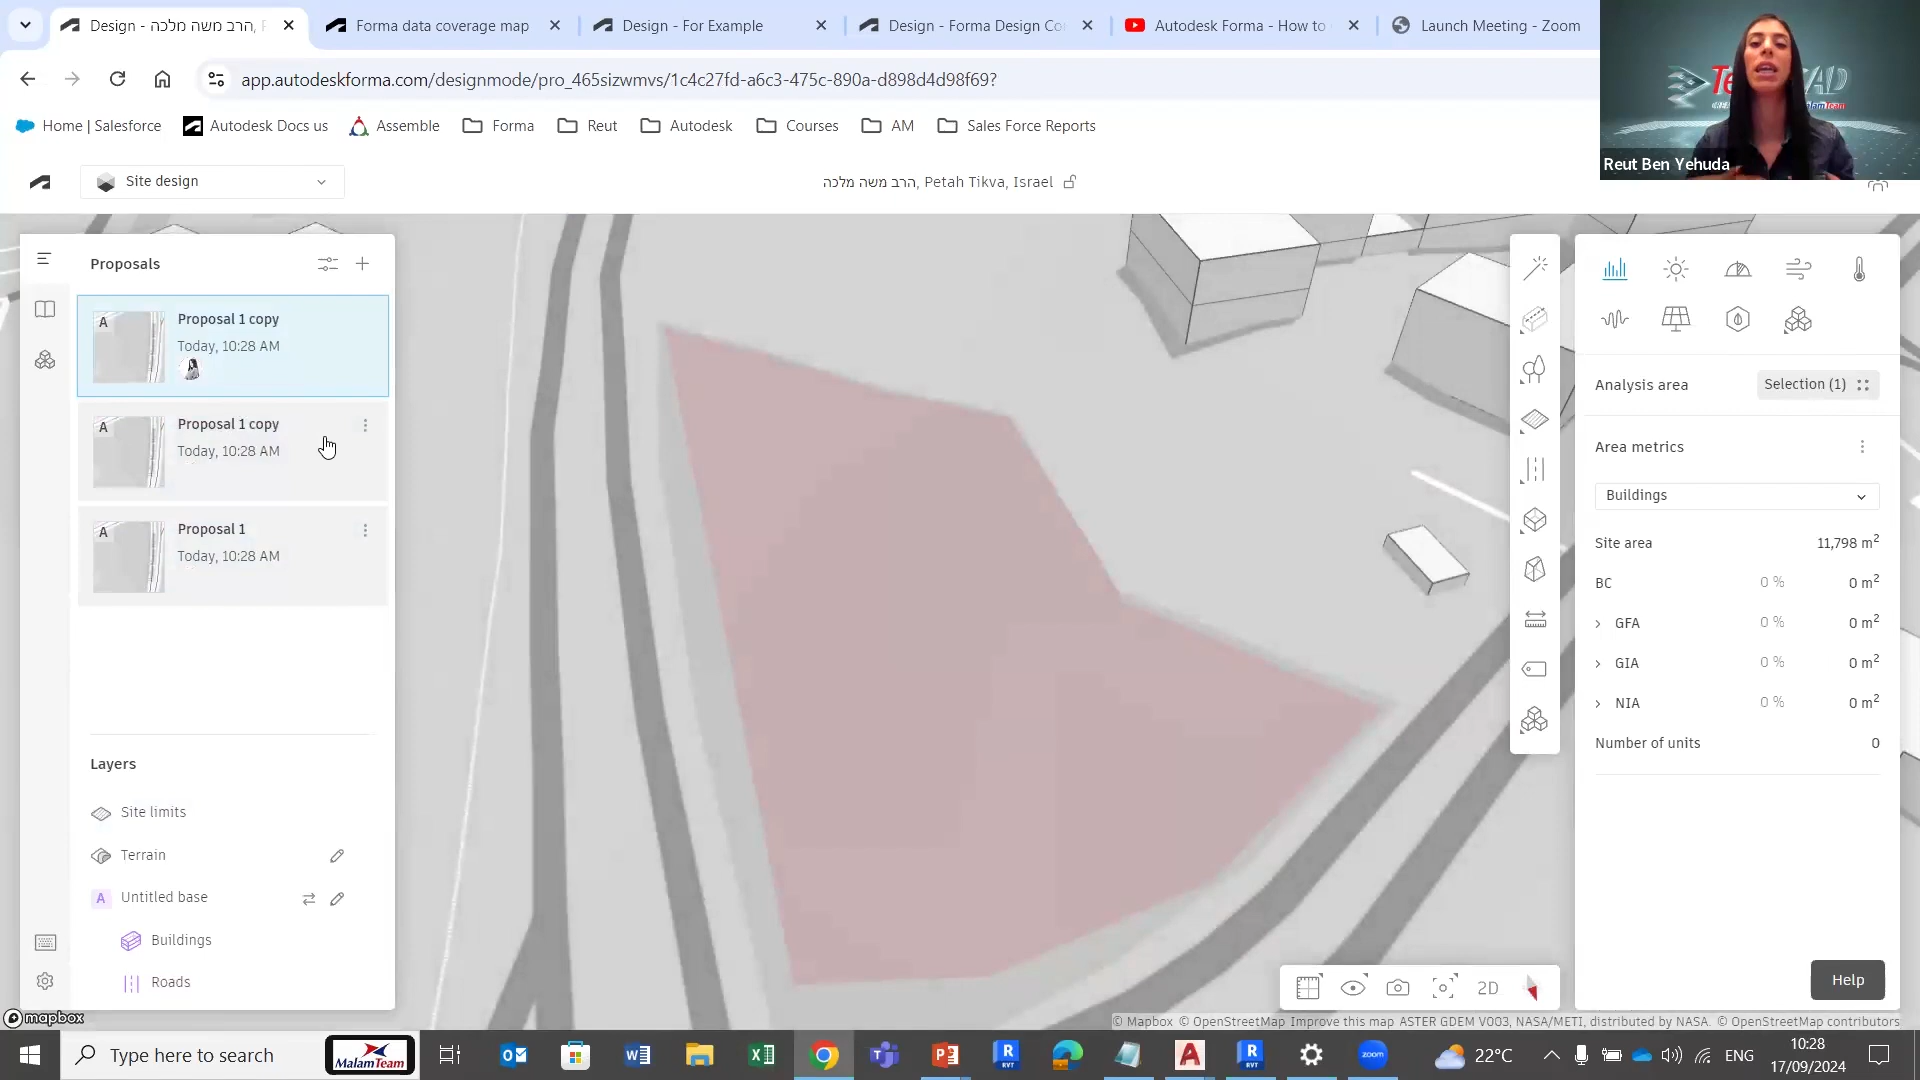 Design - הרב משה מלכה,
Forma data coverage map
Design - For Example
Design - Forma Design Co
Autodesk Forma - How to
Launch Meeting - Zoom
app.autodeskforma.com/designmode/pro_465sizwmvs/1c4c27fd-a6c3-475c-890a-d898d4d98f69?
Home | Salesforce
Autodesk Docs us
Assemble
Forma
Reut
Autodesk
Courses
AM
Sales Force Reports
Reut Ben Yehuda
Site design
הרב משה מלכה, Petah Tikva, Israel
Proposals
A
Proposal 1 copy
Today, 10:28 AM
A
Proposal 1 copy
Today, 10:28 AM
A
Proposal 1
Today, 10:28 AM
Layers
Site limits
Terrain
A Untitled base
Buildings
Roads
mapbox
Analysis area
Selection (1)
Area metrics
Buildings
Site area 11,798 m²
BC 0 % 0 m²
GFA 0 % 0 m²
GIA 0 % 0 m²
NIA 0 % 0 m²
Number of units 0
Help
2D
© Mapbox © OpenStreetMap Improve this map ASTER GDEM V003, NASA/METI, distributed by NASA. © OpenStreetMap contributors
Type here to search
MalamTeam
zoom
22°C
ENG
10:28
17/09/2024